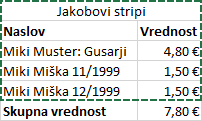 Jakobovi stripi
Naslov Vrednost
Miki Muster: Gusarji 4,80 €
Miki Miška 11/1999 1,50 €
Miki Miška 12/1999 1,50 €
Skupna vrednost 7,80 €